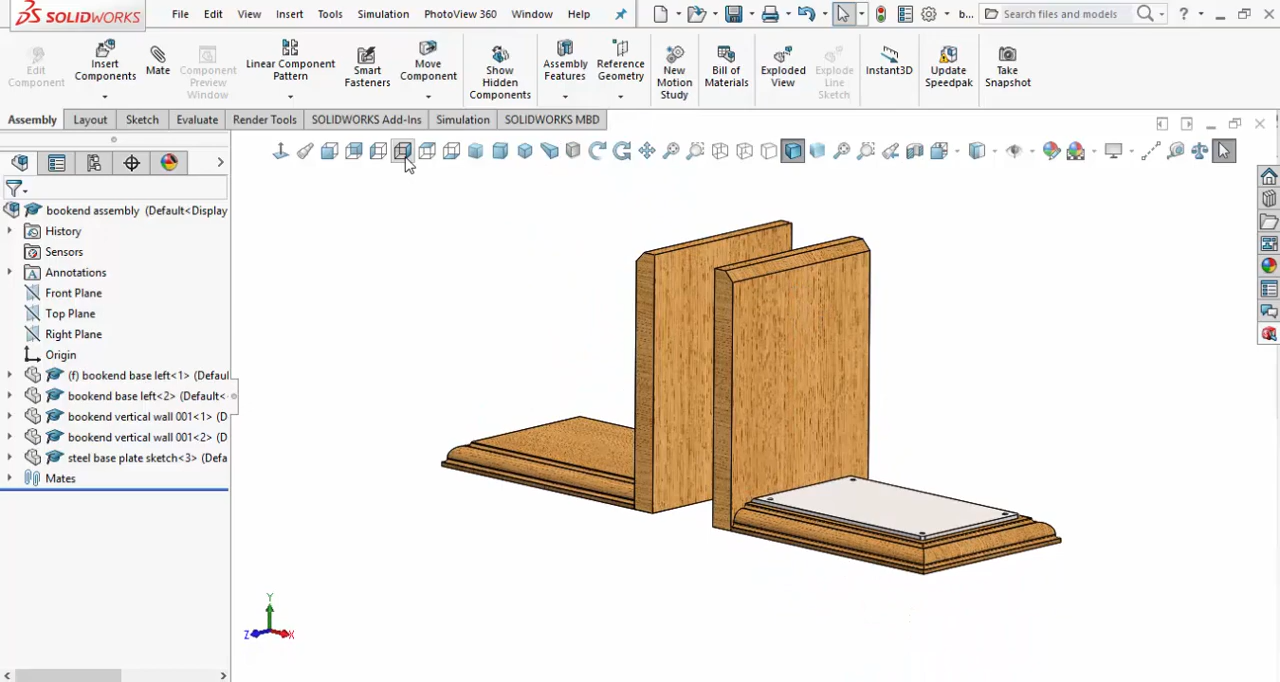 SOLIDWORKS File Edit View Insert Tools Simulation PhotoView 360 Window Help b... Search files and models ?
Edit Component
Insert Components
Mate
Component Preview Window
Linear Component Pattern
Smart Fasteners
Move Component
Show Hidden Components
Assembly Features
Reference Geometry
New Motion Study
Bill of Materials
Exploded View
Explode Line Sketch
Instant3D
Update Speedpak
Take Snapshot
Assembly Layout Sketch Evaluate Render Tools SOLIDWORKS Add-Ins Simulation SOLIDWORKS MBD
bookend assembly (Default<Display
History
Sensors
Annotations
Front Plane
Top Plane
Right Plane
Origin
(f) bookend base left<1> (Defaul
bookend base left<2> (Default<
bookend vertical wall 001<1> (D
bookend vertical wall 001<2> (D
steel base plate sketch<3> (Defa
Mates
Y
Z X